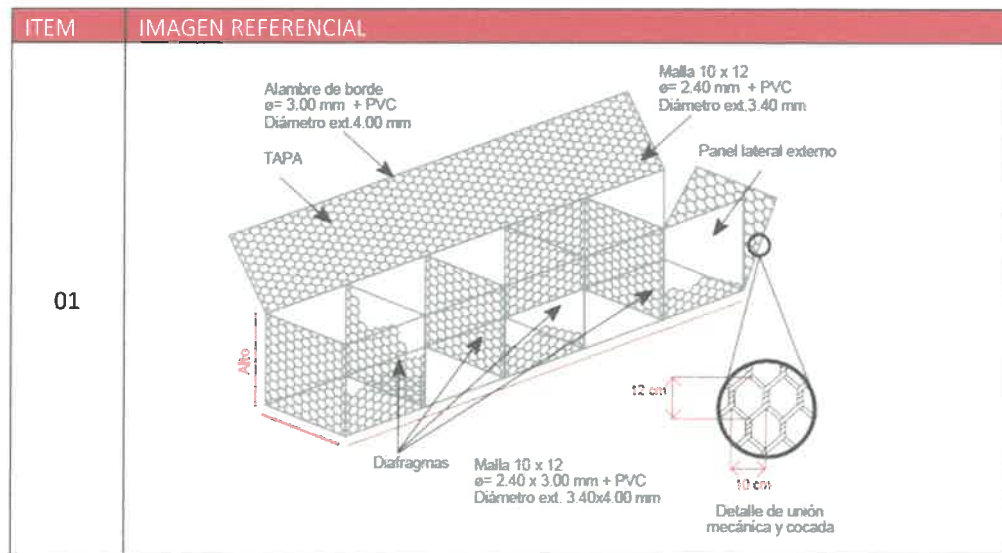 ITEM
IMAGEN REFERENCIAL
01
Alambre de borde
ø= 3.00 mm + PVC
Diámetro ext.4.00 mm
TAPA
Malla 10 x 12
ø= 2.40 mm + PVC
Diámetro ext.3.40 mm
Panel lateral externo
Alto
12 cm
10 cm
Diafragmas
Malla 10 x 12
ø= 2.40 x 3.00 mm + PVC
Diámetro ext. 3.40x4.00 mm
Detalle de unión
mecánica y cocada